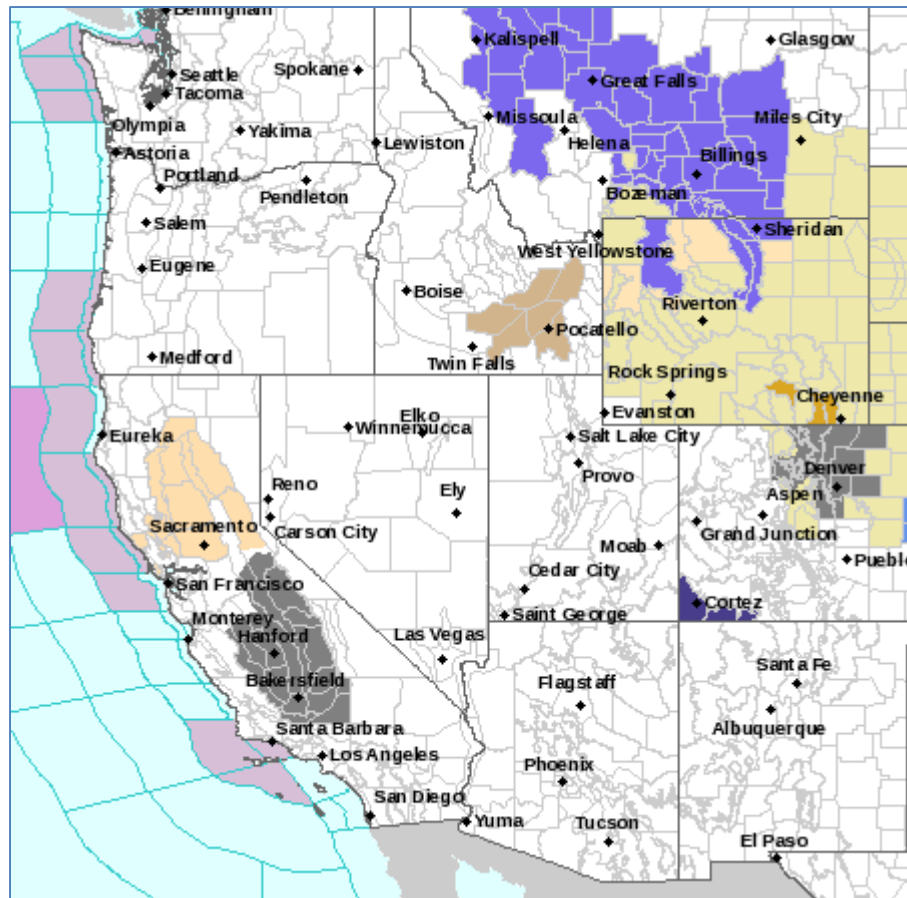 Bellingham
Kalispell
Glasgow
Seattle
Spokane
Great Falls
Tacoma
Olympia
Missoula
Miles City
Yakima
Helena
Lewiston
Astoria
Billings
Portland
Pendleton
Bozeman
Salem
Sheridan
West Yellowstone
Eugene
Boise
Riverton
Pocatello
Medford
Twin Falls
Rock Springs
Cheyenne
Elko
Evanston
Eureka
Winnemucca
Salt Lake City
Provo
Denver
Reno
Ely
Aspen
Sacramento
Carson City
Grand Junction
Moab
Pueblo
San Francisco
Cedar City
Cortez
Monterey
Saint George
Hanford
Las Vegas
Santa Fe
Bakersfield
Flagstaff
Albuquerque
Santa Barbara
Los Angeles
Phoenix
San Diego
Yuma
Tucson
El Paso